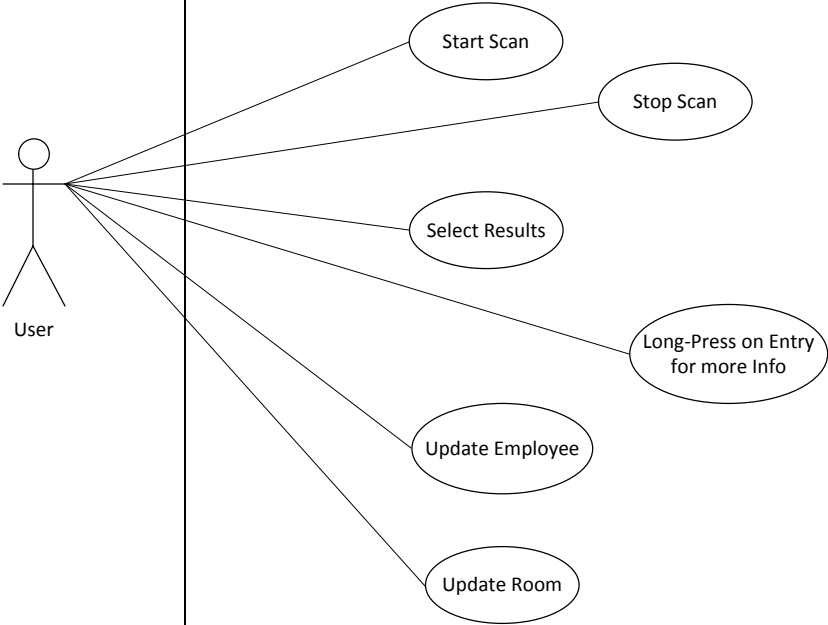 Start Scan
Stop Scan
Select Results
User
Long-Press on Entry
for more Info
Update Employee
Update Room